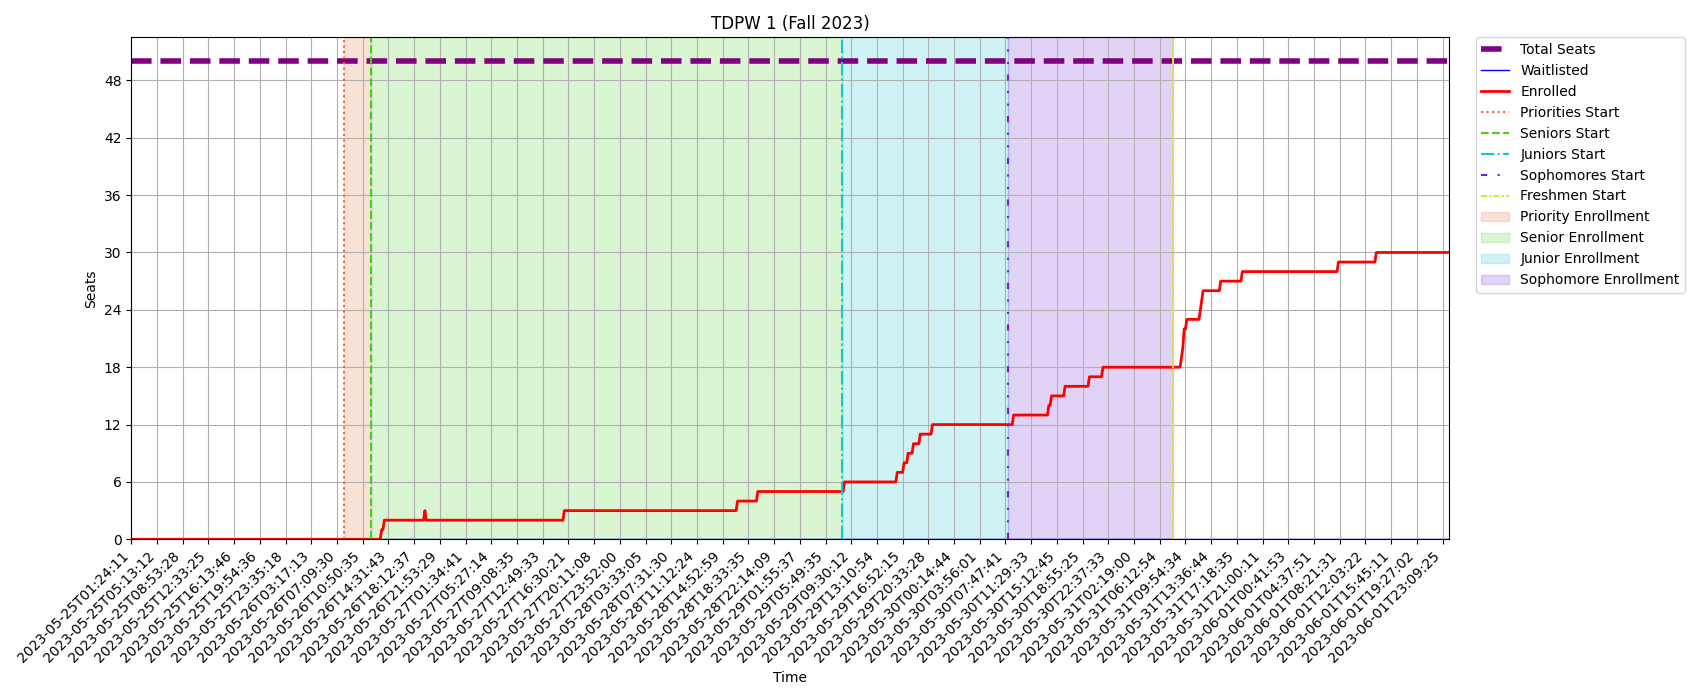 TDPW 1 (Fall 2023)
Seats
48
42
36
30
24
18
12
6
0
2023-05-25T01:24:11
2023-05-25T05:13:12
2023-05-25T08:53:28
2023-05-25T12:33:25
2023-05-25T16:13:46
2023-05-25T19:54:36
2023-05-25T23:35:18
2023-05-26T03:17:13
2023-05-26T07:09:30
2023-05-26T10:50:35
2023-05-26T14:31:43
2023-05-26T18:12:37
2023-05-26T21:53:29
2023-05-27T01:34:41
2023-05-27T05:27:14
2023-05-27T09:08:35
2023-05-27T12:49:33
2023-05-27T16:30:21
2023-05-27T20:11:08
2023-05-27T23:52:00
2023-05-28T03:33:05
2023-05-28T07:31:30
2023-05-28T11:12:24
2023-05-28T14:52:59
2023-05-28T18:33:35
2023-05-28T22:14:09
2023-05-29T01:55:37
2023-05-29T05:49:35
2023-05-29T09:30:12
2023-05-29T13:10:54
2023-05-29T16:52:15
2023-05-29T20:33:28
2023-05-30T00:14:44
2023-05-30T03:56:01
2023-05-30T07:47:41
2023-05-30T11:29:33
2023-05-30T15:12:45
2023-05-30T18:55:25
2023-05-30T22:37:33
2023-05-31T02:19:00
2023-05-31T06:12:54
2023-05-31T09:54:34
2023-05-31T13:36:44
2023-05-31T17:18:35
2023-05-31T21:00:11
2023-06-01T00:41:53
2023-06-01T04:37:51
2023-06-01T08:21:31
2023-06-01T12:03:22
2023-06-01T15:45:11
2023-06-01T19:27:02
2023-06-01T23:09:25
Time
Total Seats
Waitlisted
Enrolled
Priorities Start
Seniors Start
Juniors Start
Sophomores Start
Freshmen Start
Priority Enrollment
Senior Enrollment
Junior Enrollment
Sophomore Enrollment